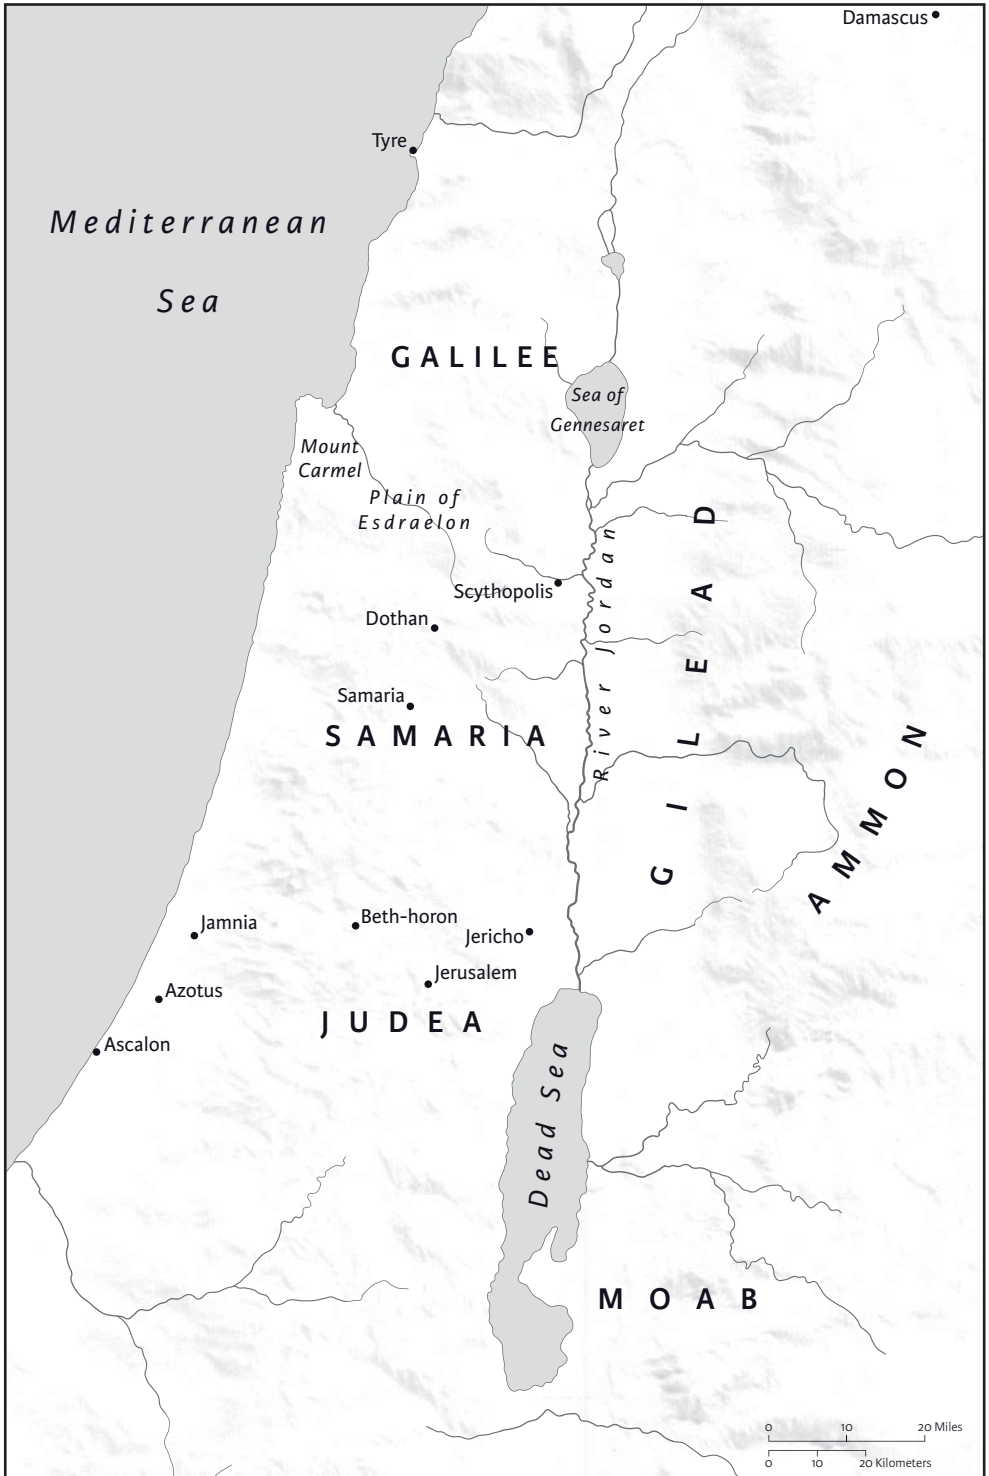 Damascus
Tyre
Mediterranean
Sea
GALILEE
Sea of
Gennesaret
Mount
Carmel
Plain of
Esdraelon
Scythopolis
Dothan
River Jordan
GILEAD
Samaria
SAMARIA
AMMON
Jamnia
Beth-horon
Jericho
Jerusalem
Azotus
JUDEA
Ascalon
Dead Sea
MOAB
0 10 20 Miles
0 10 20 Kilometers